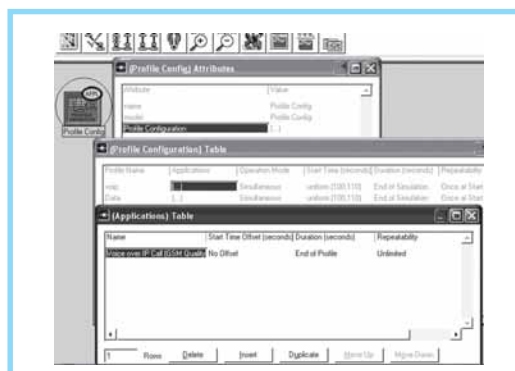 Profile Config
(Profile Config) Attributes
Attribute Value
name Profile Config
model Profile Config
Profile Configuration (...)
(Profile Configuration) Table
Profile Name Applications Operation Mode Start Time (seconds) Duration (seconds) Repeatability
voip (...) Simultaneous uniform (100,110) End of Simulation Once at Start
Data (...) Simultaneous uniform (100,110) End of Simulation Once at Start
(Applications) Table
Name Start Time Offset (seconds) Duration (seconds) Repeatability
Voice over IP Call (GSM Quality No Offset End of Profile Unlimited
1 Rows Delete Insert Duplicate Move Up Move Down